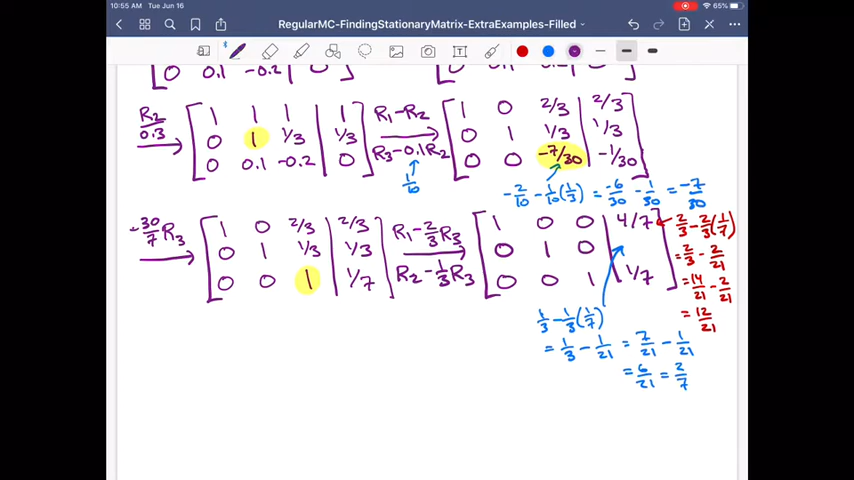 10:55 AM Tue Jun 16
65%
RegularMC-FindingStationaryMatrix-ExtraExamples-Filled
0 0.1 -0.2 | 0
R2/0.3 → [1 1 1 | 1; 0 1 1/3 | 1/3; 0 0.1 -0.2 | 0]
R1-R2, R3-0.1R2 → [1 0 2/3 | 2/3; 0 1 1/3 | 1/3; 0 0 -7/30 | -1/30]
1/10
-2/10 - 1/10(1/3) = -6/30 - 1/30 = -7/30
-30/7 R3 → [1 0 2/3 | 2/3; 0 1 1/3 | 1/3; 0 0 1 | 1/7]
R1-2/3R3, R2-1/3R3 → [1 0 0 | 4/7; 0 1 0 | ; 0 0 1 | 1/7]
2/3 - 2/3(1/7)
= 2/3 - 2/21
= 14/21 - 2/21
= 12/21
1/3 - 1/3(1/7)
= 1/3 - 1/21 = 7/21 - 1/21
= 6/21 = 2/7